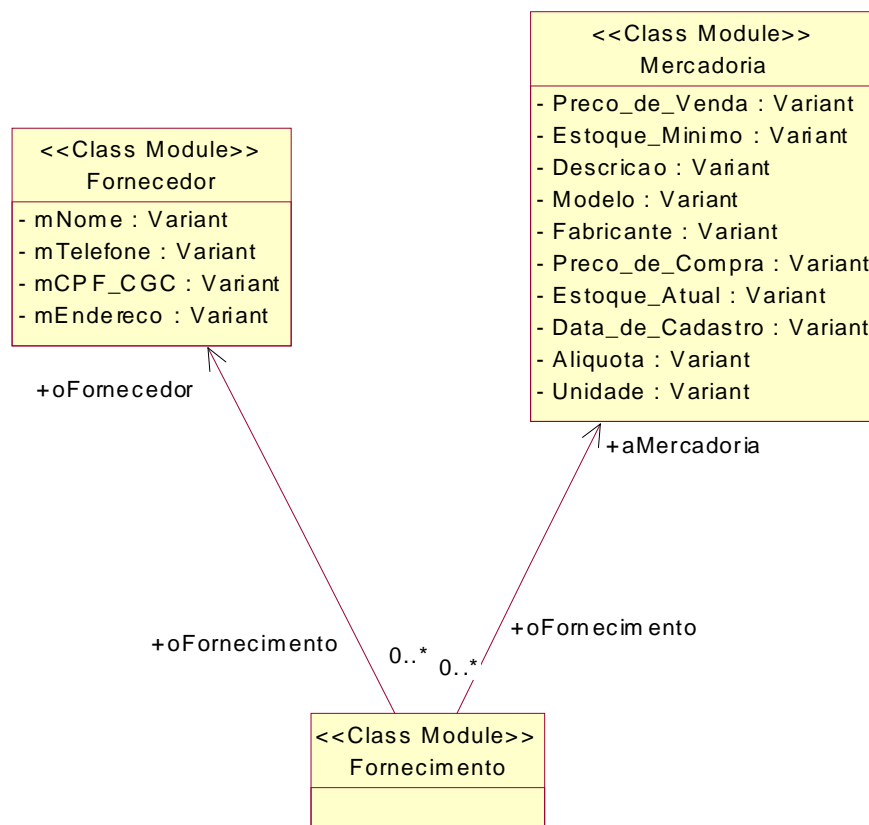 <<Class Module>>
Fornecedor
- mNome : Variant
- mTelefone : Variant
- mCPF_CGC : Variant
- mEndereco : Variant
<<Class Module>>
Mercadoria
- Preco_de_Venda : Variant
- Estoque_Minimo : Variant
- Descricao : Variant
- Modelo : Variant
- Fabricante : Variant
- Preco_de_Compra : Variant
- Estoque_Atual : Variant
- Data_de_Cadastro : Variant
- Aliquota : Variant
- Unidade : Variant
+oFornecedor
+aMercadoria
+oFornecimento
0..*
0..*
+oFornecimento
<<Class Module>>
Fornecimento